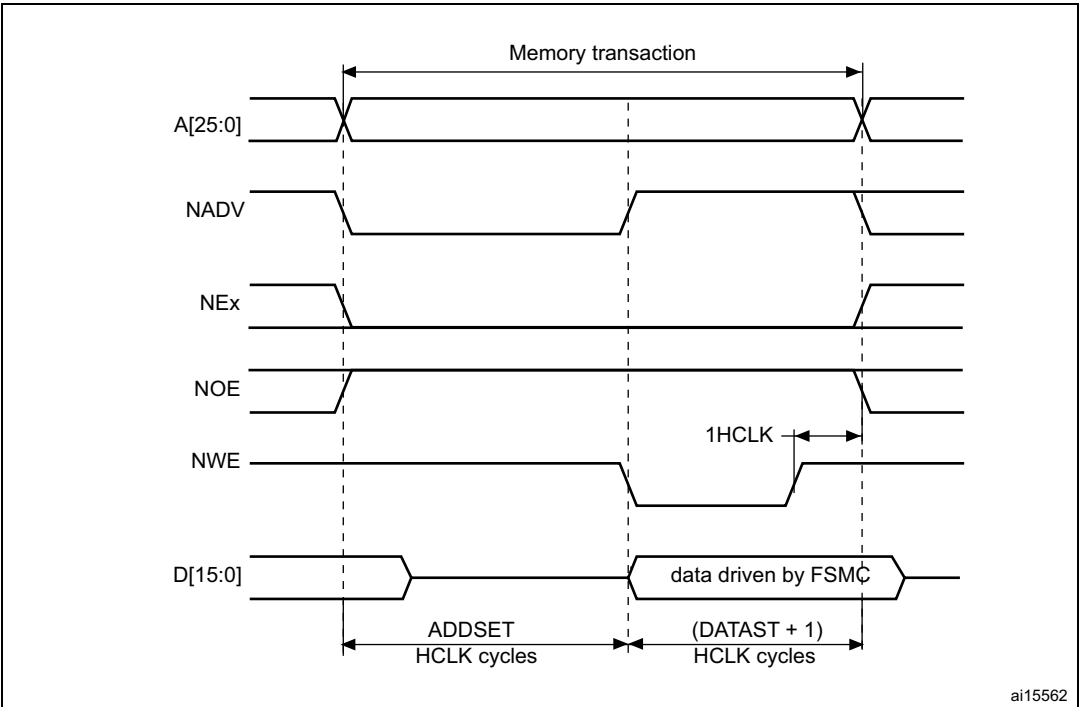 Memory transaction
A[25:0]
NADV
NEx
NOE
1HCLK
NWE
D[15:0]
data driven by FSMC
ADDSET
HCLK cycles
(DATAST + 1)
HCLK cycles
ai15562